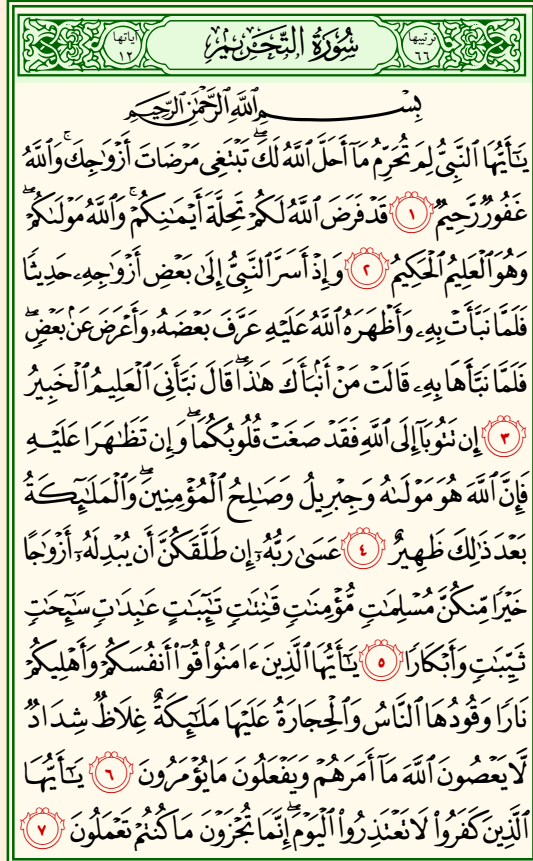 ترتيبها ٦٦ سُورَةُ التَّحْرِيمِ آياتها ١٢
بِسْمِ ٱللَّهِ ٱلرَّحْمَٰنِ ٱلرَّحِيمِ
يَٰٓأَيُّهَا ٱلنَّبِىُّ لِمَ تُحَرِّمُ مَآ أَحَلَّ ٱللَّهُ لَكَ ۖ تَبْتَغِى مَرْضَاتَ أَزْوَٰجِكَ ۚ وَٱللَّهُ
غَفُورٌ رَّحِيمٌ ١ قَدْ فَرَضَ ٱللَّهُ لَكُمْ تَحِلَّةَ أَيْمَٰنِكُمْ ۚ وَٱللَّهُ مَوْلَىٰكُمْ ۖ
وَهُوَ ٱلْعَلِيمُ ٱلْحَكِيمُ ٢ وَإِذْ أَسَرَّ ٱلنَّبِىُّ إِلَىٰ بَعْضِ أَزْوَٰجِهِۦ حَدِيثًا
فَلَمَّا نَبَّأَتْ بِهِۦ وَأَظْهَرَهُ ٱللَّهُ عَلَيْهِ عَرَّفَ بَعْضَهُۥ وَأَعْرَضَ عَنۢ بَعْضٍ ۖ
فَلَمَّا نَبَّأَهَا بِهِۦ قَالَتْ مَنْ أَنۢبَأَكَ هَٰذَا ۖ قَالَ نَبَّأَنِىَ ٱلْعَلِيمُ ٱلْخَبِيرُ
٣ إِن تَتُوبَآ إِلَى ٱللَّهِ فَقَدْ صَغَتْ قُلُوبُكُمَا ۖ وَإِن تَظَٰهَرَا عَلَيْهِ
فَإِنَّ ٱللَّهَ هُوَ مَوْلَىٰهُ وَجِبْرِيلُ وَصَٰلِحُ ٱلْمُؤْمِنِينَ ۖ وَٱلْمَلَٰٓئِكَةُ
بَعْدَ ذَٰلِكَ ظَهِيرٌ ٤ عَسَىٰ رَبُّهُۥٓ إِن طَلَّقَكُنَّ أَن يُبْدِلَهُۥٓ أَزْوَٰجًا
خَيْرًا مِّنكُنَّ مُسْلِمَٰتٍ مُّؤْمِنَٰتٍ قَٰنِتَٰتٍ تَٰٓئِبَٰتٍ عَٰبِدَٰتٍ سَٰٓئِحَٰتٍ
ثَيِّبَٰتٍ وَأَبْكَارًا ٥ يَٰٓأَيُّهَا ٱلَّذِينَ ءَامَنُوا۟ قُوٓا۟ أَنفُسَكُمْ وَأَهْلِيكُمْ
نَارًا وَقُودُهَا ٱلنَّاسُ وَٱلْحِجَارَةُ عَلَيْهَا مَلَٰٓئِكَةٌ غِلَاظٌ شِدَادٌ
لَّا يَعْصُونَ ٱللَّهَ مَآ أَمَرَهُمْ وَيَفْعَلُونَ مَا يُؤْمَرُونَ ٦ يَٰٓأَيُّهَا
ٱلَّذِينَ كَفَرُوا۟ لَا تَعْتَذِرُوا۟ ٱلْيَوْمَ ۖ إِنَّمَا تُجْزَوْنَ مَا كُنتُمْ تَعْمَلُونَ ٧